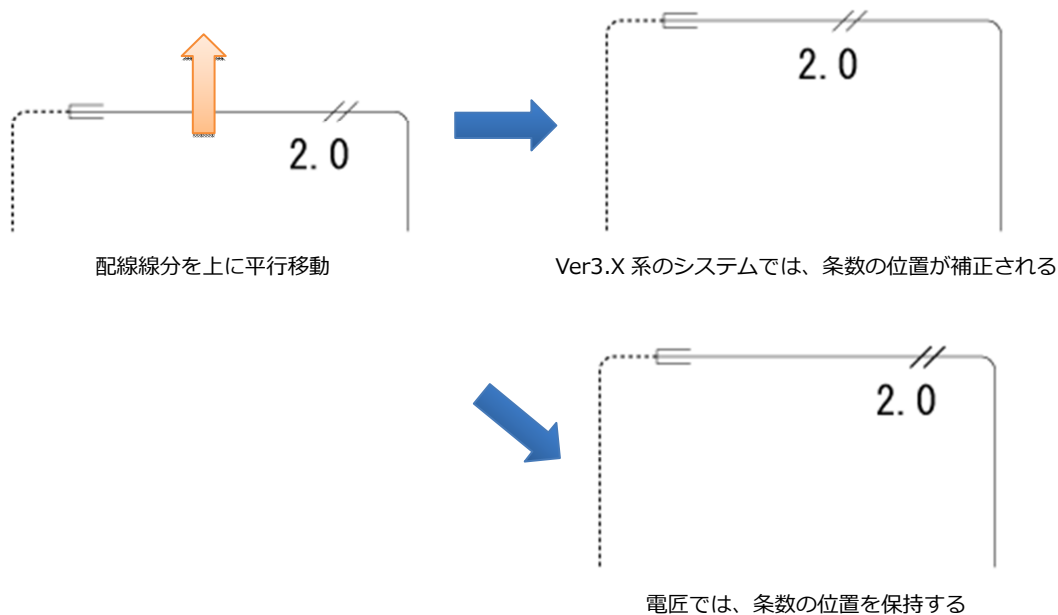 2.0
2.0
配線線分を上に平行移動
Ver3.X 系のシステムでは、条数の位置が補正される
2.0
電匠では、条数の位置を保持する